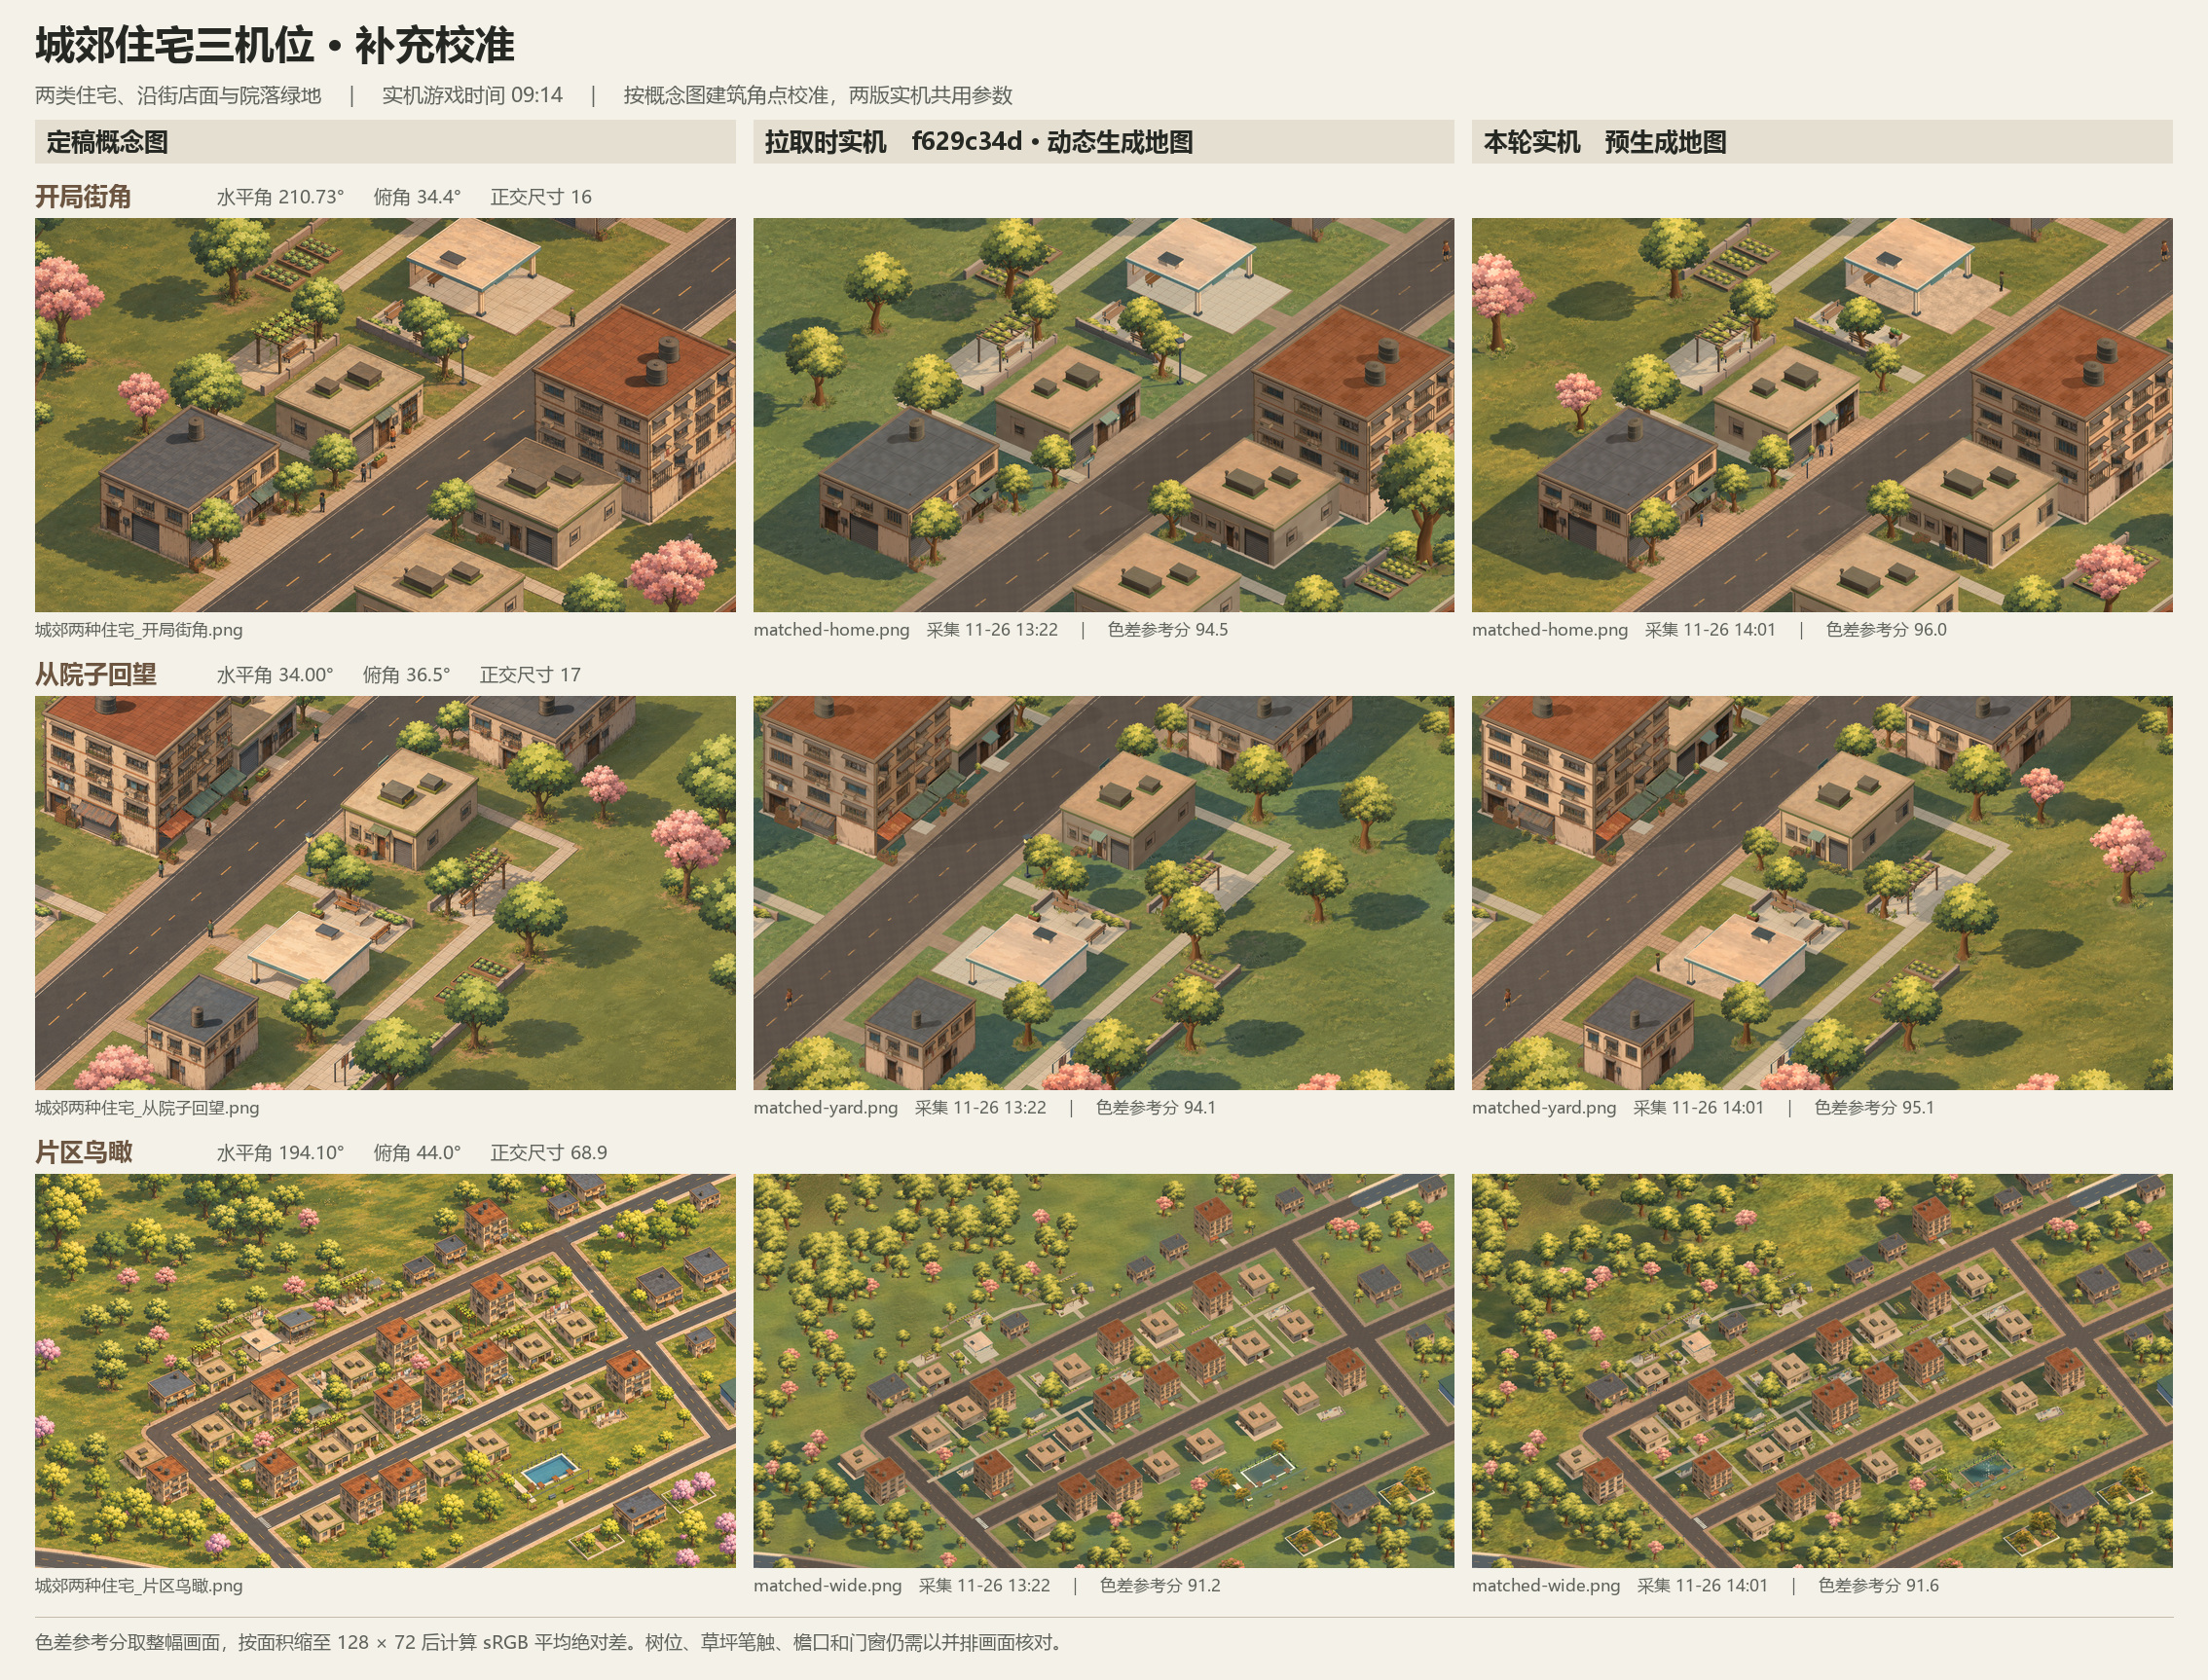 城郊住宅三机位 • 补充校准
两类住宅、沿街店面与院落绿地 | 实机游戏时间 09:14 | 按概念图建筑角点校准，两版实机共用参数
定稿概念图
拉取时实机 f629c34d • 动态生成地图
本轮实机 预生成地图
开局街角 水平角 210.73° 俯角 34.4° 正交尺寸 16
城郊两种住宅_开局街角.png
matched-home.png 采集 11-26 13:22 | 色差参考分 94.5
matched-home.png 采集 11-26 14:01 | 色差参考分 96.0
从院子回望 水平角 34.00° 俯角 36.5° 正交尺寸 17
城郊两种住宅_从院子回望.png
matched-yard.png 采集 11-26 13:22 | 色差参考分 94.1
matched-yard.png 采集 11-26 14:01 | 色差参考分 95.1
片区鸟瞰 水平角 194.10° 俯角 44.0° 正交尺寸 68.9
城郊两种住宅_片区鸟瞰.png
matched-wide.png 采集 11-26 13:22 | 色差参考分 91.2
matched-wide.png 采集 11-26 14:01 | 色差参考分 91.6
色差参考分取整幅画面，按面积缩至 128 × 72 后计算 sRGB 平均绝对差。树位、草坪笔触、檐口和门窗仍需以并排画面核对。